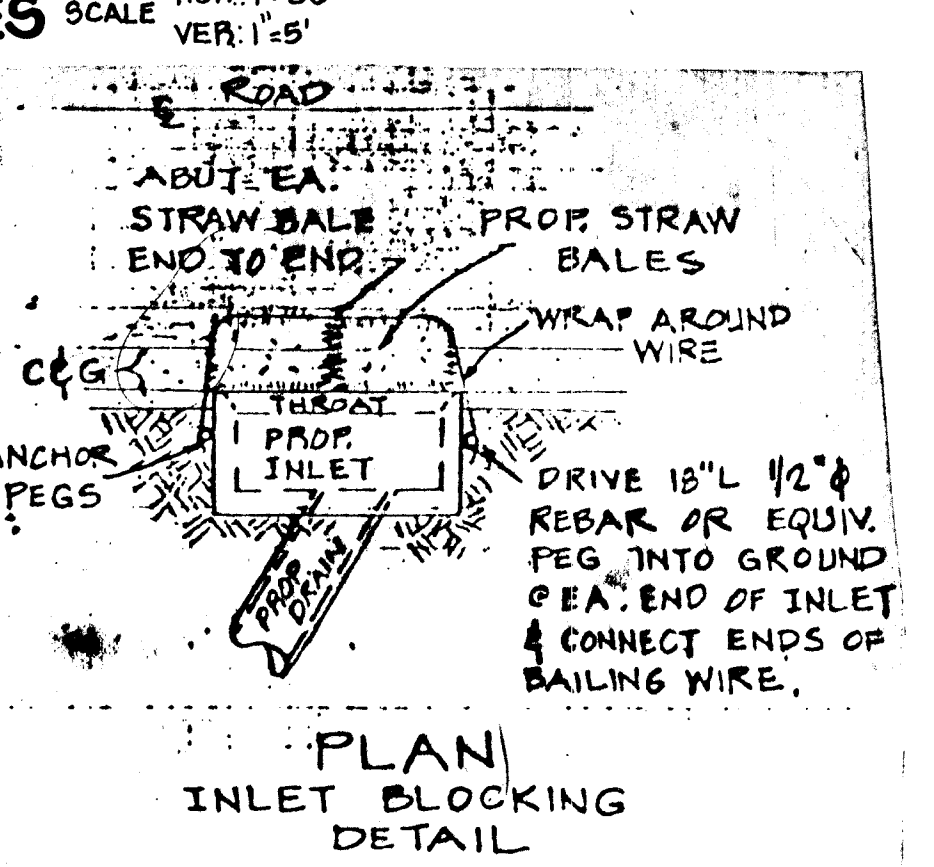 SCALE
VER: 1"=5'
ROAD
℄
ABUT EA.
STRAW BALE
END TO END
PROP. STRAW
BALES
WRAP AROUND
WIRE
C&G
THROAT
PROP.
INLET
ANCHOR
PEGS
PROP
DRAIN
DRIVE 18"L 1/2"ϕ
REBAR OR EQUIV.
PEG INTO GROUND
@ EA. END OF INLET
& CONNECT ENDS OF
BAILING WIRE.
PLAN
INLET BLOCKING
DETAIL